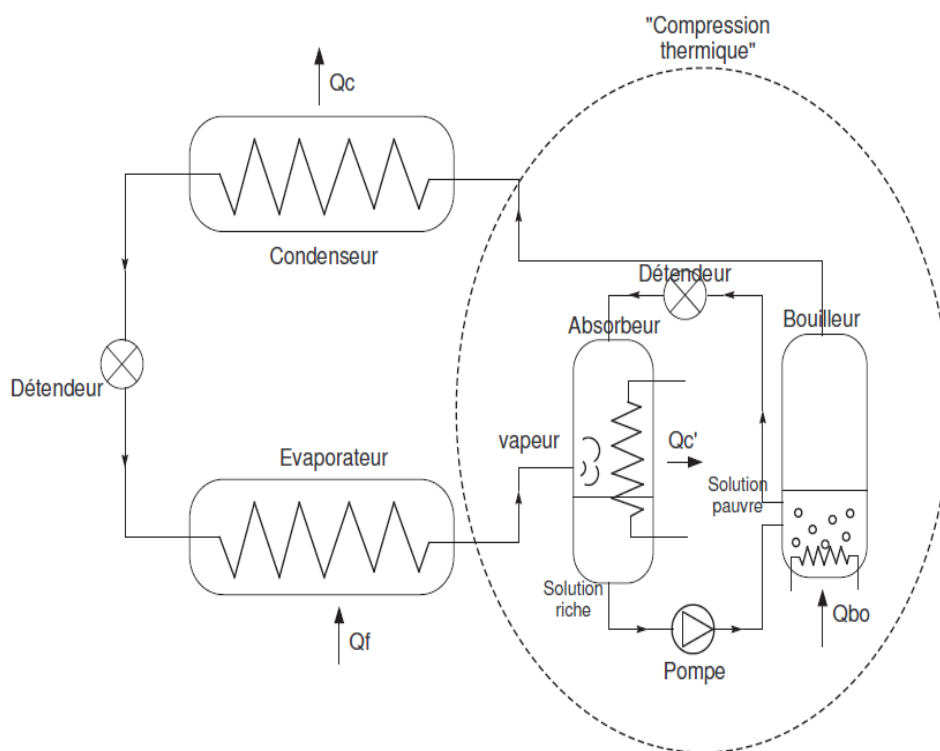 "Compression
thermique"
Qc
Condenseur
Détendeur
Absorbeur
Bouilleur
Détendeur
Evaporateur
vapeur
Qc'
Solution
pauvre
Solution
riche
Qf
Pompe
Qbo